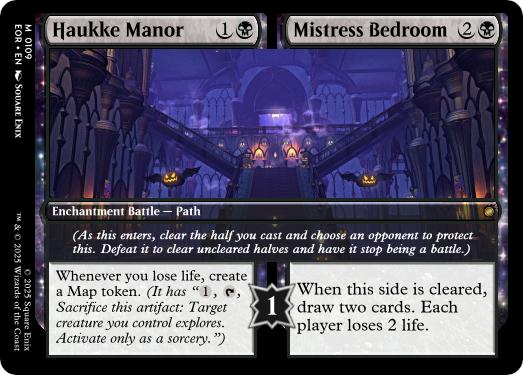 Haukke Manor 1
Mistress Bedroom 2
Enchantment Battle – Path
(As this enters, clear the half you cast and choose an opponent to protect
this. Defeat it to clear uncleared halves and have it stop being a battle.)
Whenever you lose life, create
a Map token. (It has “1, ,
Sacrifice this artifact: Target
creature you control explores.
Activate only as a sorcery.”)
1
When this side is cleared,
draw two cards. Each
player loses 2 life.
M 0109
EOR • EN SQUARE ENIX
™ & © 2025 Wizards of the Coast
© 2025 Square Enix